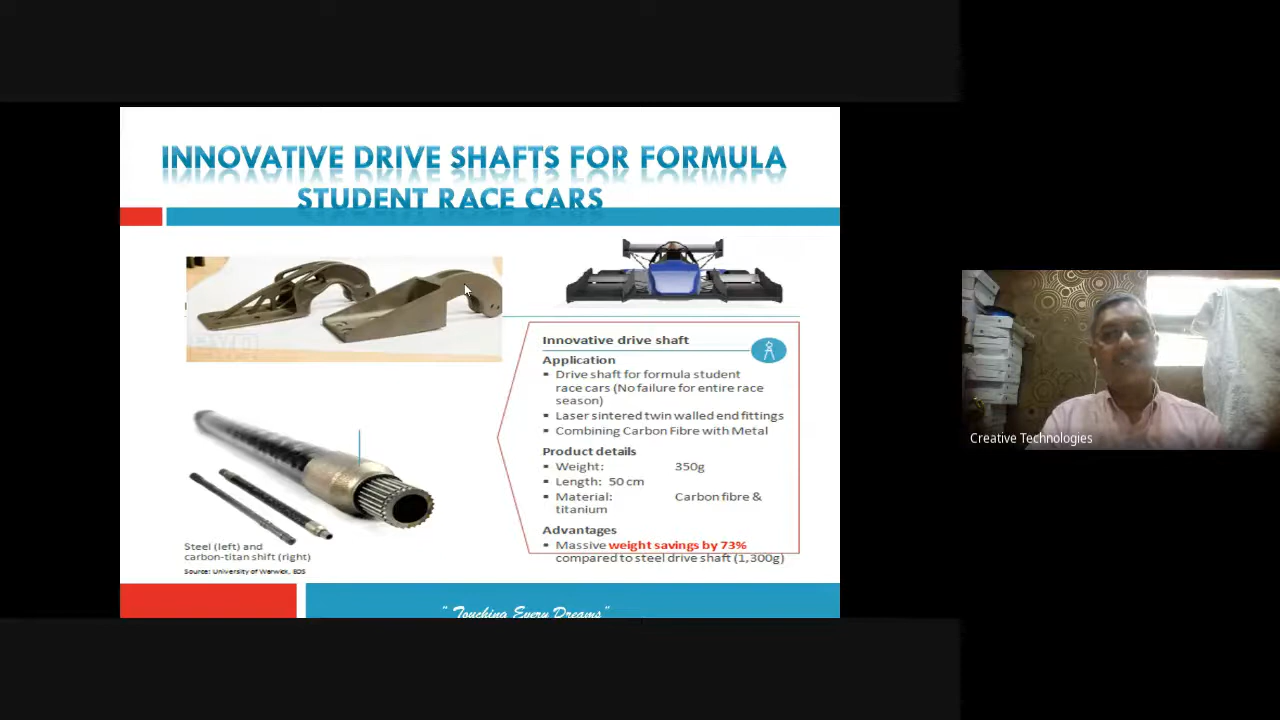 INNOVATIVE DRIVE SHAFTS FOR FORMULA
STUDENT RACE CARS
Innovative drive shaft
Application
▪ Drive shaft for formula student
race cars (No failure for entire race
season)
▪ Laser sintered twin walled end fittings
▪ Combining Carbon Fibre with Metal
Product details
▪ Weight: 350g
▪ Length: 50 cm
▪ Material: Carbon fibre &
titanium
Advantages
▪ Massive weight savings by 73%
compared to steel drive shaft (1,300g)
Steel (left) and
carbon-titan shift (right)
Source: University of Warwick, EOS
" Touching Every Dreams"
Creative Technologies